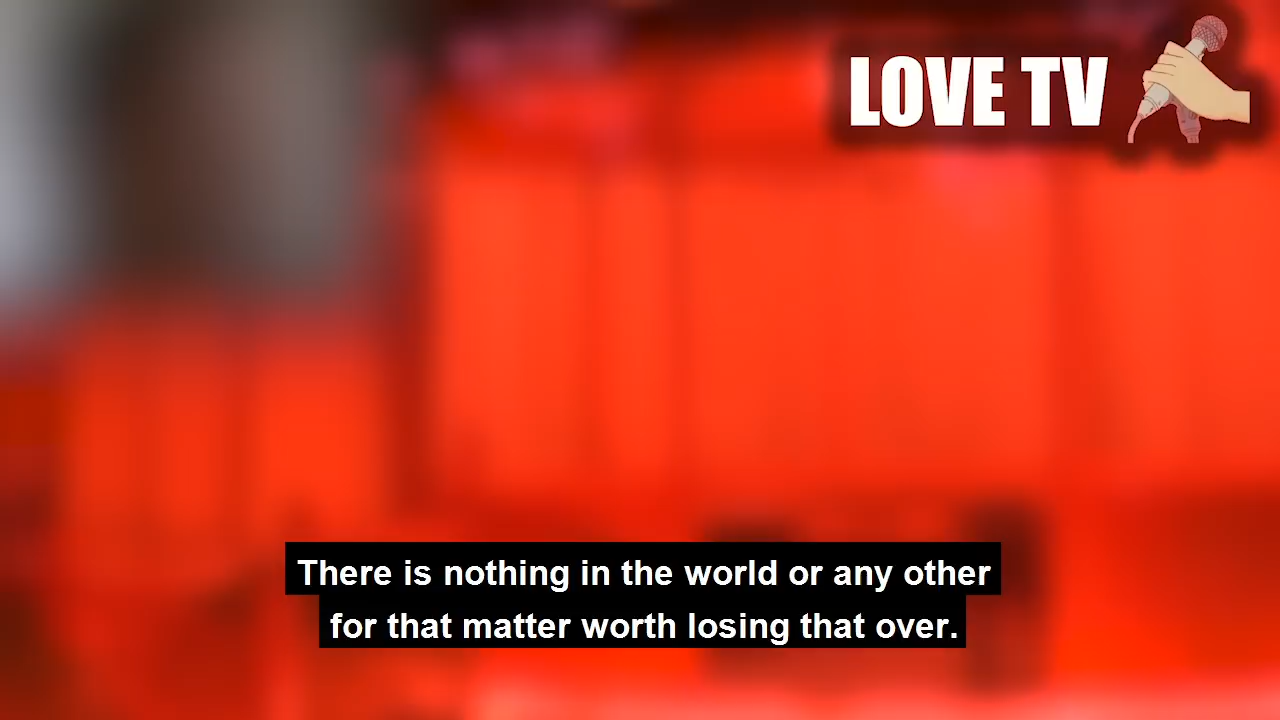 LOVE TV
There is nothing in the world or any other
for that matter worth losing that over.